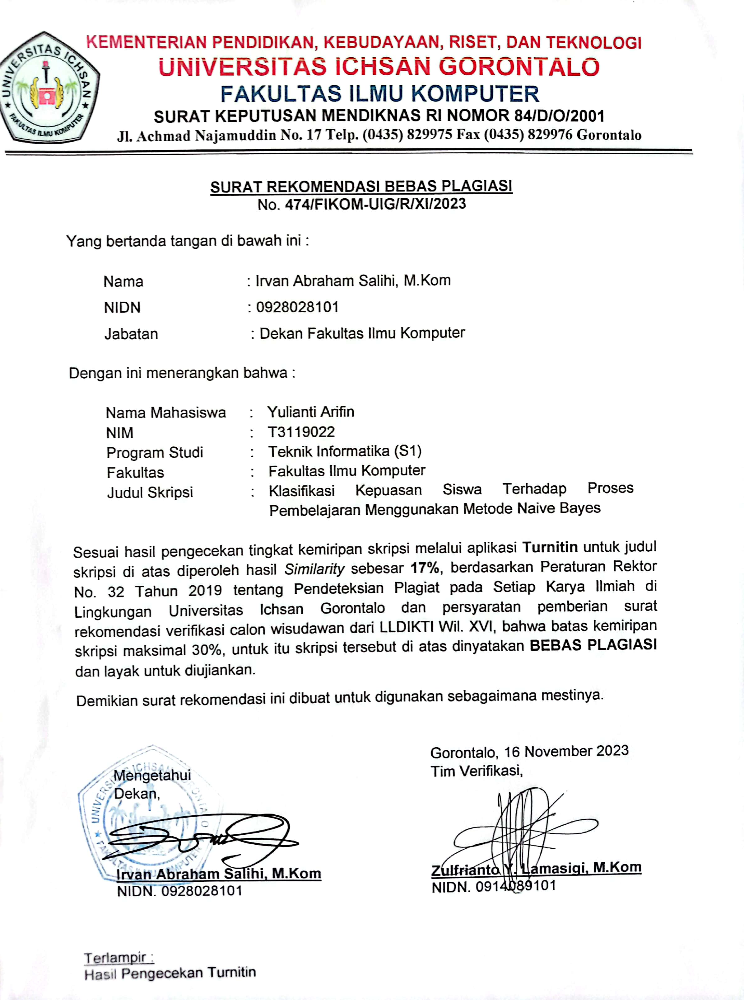 UNIVERSITAS ICHSAN
FAKULTAS ILMU KOMPUTER
KEMENTERIAN PENDIDIKAN, KEBUDAYAAN, RISET, DAN TEKNOLOGI
UNIVERSITAS ICHSAN GORONTALO
FAKULTAS ILMU KOMPUTER
SURAT KEPUTUSAN MENDIKNAS RI NOMOR 84/D/O/2001
Jl. Achmad Najamuddin No. 17 Telp. (0435) 829975 Fax (0435) 829976 Gorontalo
SURAT REKOMENDASI BEBAS PLAGIASI
No. 474/FIKOM-UIG/R/XI/2023
Yang bertanda tangan di bawah ini :
Nama : Irvan Abraham Salihi, M.Kom
NIDN : 0928028101
Jabatan : Dekan Fakultas Ilmu Komputer
Dengan ini menerangkan bahwa :
Nama Mahasiswa : Yulianti Arifin
NIM : T3119022
Program Studi : Teknik Informatika (S1)
Fakultas : Fakultas Ilmu Komputer
Judul Skripsi : Klasifikasi Kepuasan Siswa Terhadap Proses
Pembelajaran Menggunakan Metode Naive Bayes
Sesuai hasil pengecekan tingkat kemiripan skripsi melalui aplikasi Turnitin untuk judul
skripsi di atas diperoleh hasil Similarity sebesar 17%, berdasarkan Peraturan Rektor
No. 32 Tahun 2019 tentang Pendeteksian Plagiat pada Setiap Karya Ilmiah di
Lingkungan Universitas Ichsan Gorontalo dan persyaratan pemberian surat
rekomendasi verifikasi calon wisudawan dari LLDIKTI Wil. XVI, bahwa batas kemiripan
skripsi maksimal 30%, untuk itu skripsi tersebut di atas dinyatakan BEBAS PLAGIASI
dan layak untuk diujiankan.
Demikian surat rekomendasi ini dibuat untuk digunakan sebagaimana mestinya.
Gorontalo, 16 November 2023
Tim Verifikasi,
Mengetahui
Dekan,
UNIVERSITAS ICHSAN GORONTALO
FAKULTAS ILMU KOMPUTER
Irvan Abraham Salihi, M.Kom
NIDN. 0928028101
Zulfrianto Y. Lamasigi, M.Kom
NIDN. 0914089101
Terlampir :
Hasil Pengecekan Turnitin